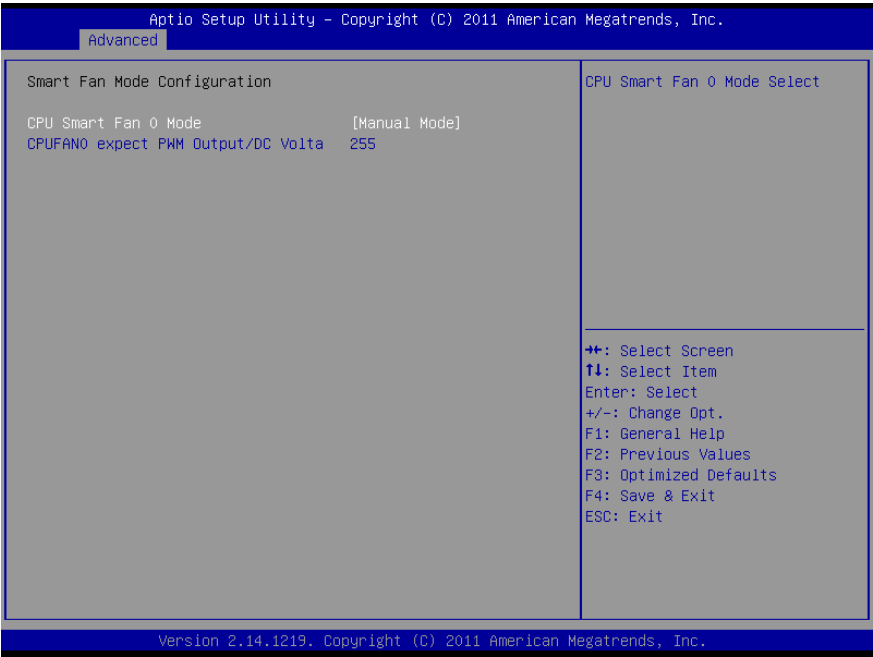 Aptio Setup Utility – Copyright (C) 2011 American Megatrends, Inc.
Advanced
Smart Fan Mode Configuration
CPU Smart Fan 0 Mode [Manual Mode]
CPUFAN0 expect PWM Output/DC Volta 255
CPU Smart Fan 0 Mode Select
→←: Select Screen
↑↓: Select Item
Enter: Select
+/-: Change Opt.
F1: General Help
F2: Previous Values
F3: Optimized Defaults
F4: Save & Exit
ESC: Exit
Version 2.14.1219. Copyright (C) 2011 American Megatrends, Inc.